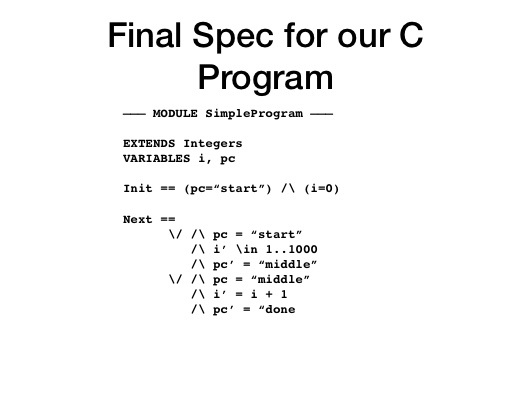 Final Spec for our C
Program
—–— MODULE SimpleProgram —–—
EXTENDS Integers
VARIABLES i, pc
Init == (pc=“start”) /\ (i=0)
Next ==
\/ /\ pc = “start”
/\ i’ \in 1..1000
/\ pc’ = “middle”
\/ /\ pc = “middle”
/\ i’ = i + 1
/\ pc’ = “done